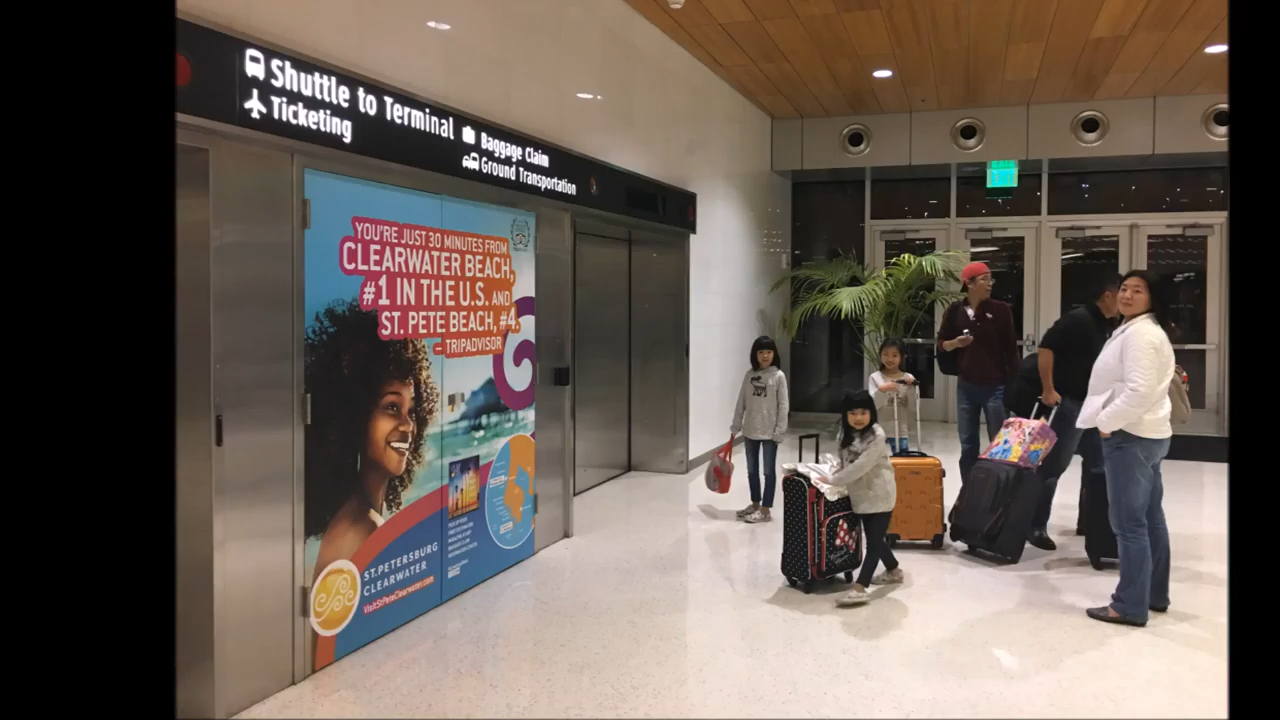 Shuttle to Terminal
Ticketing
Baggage Claim
Ground Transportation
YOU'RE JUST 30 MINUTES FROM
CLEARWATER BEACH,
#1 IN THE U.S. AND
ST. PETE BEACH, #4.
– TRIPADVISOR
ST.PETERSBURG
CLEARWATER
VisitStPeteClearwater.com